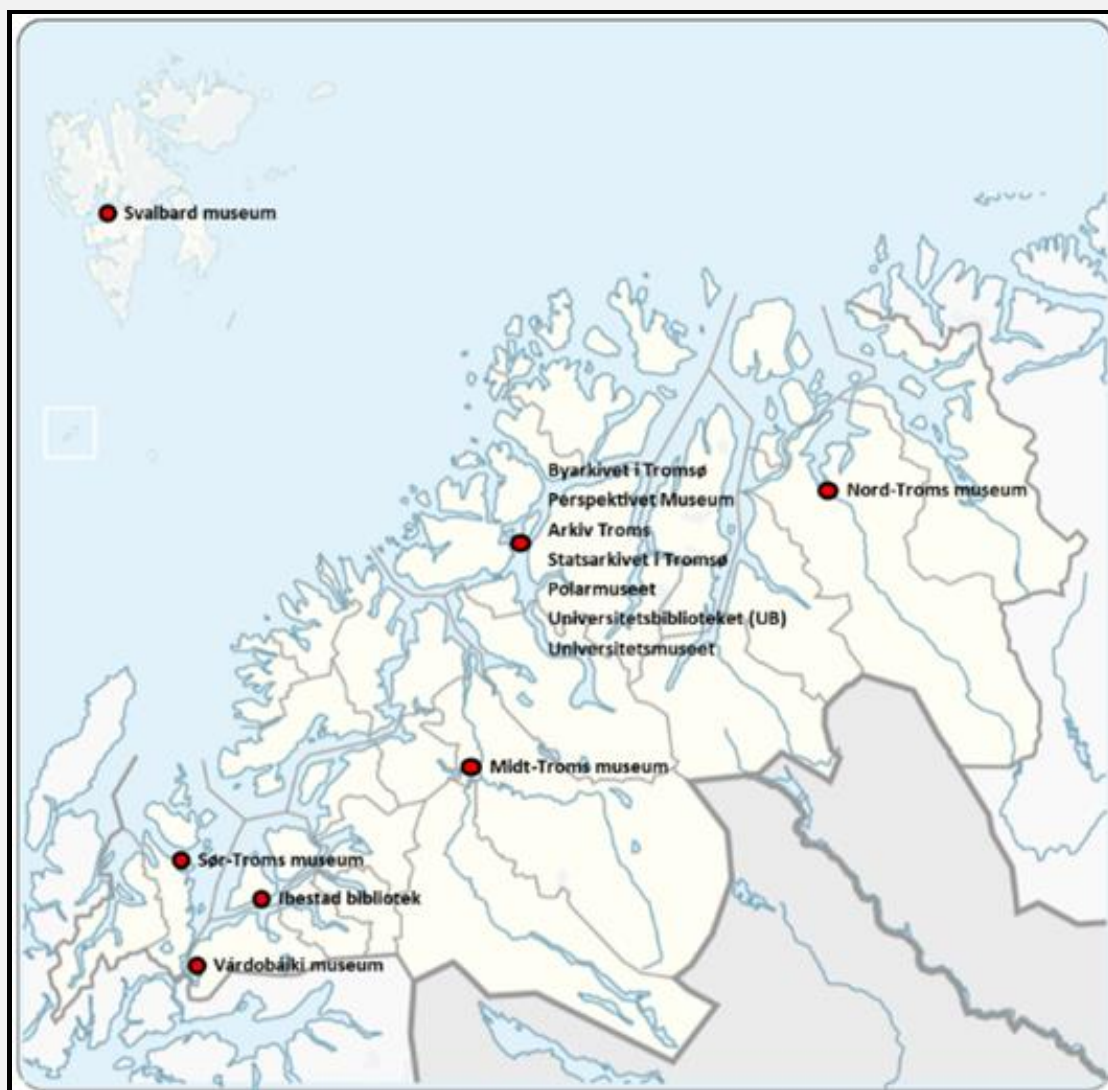 Svalbard museum
Byarkivet i Tromsø
Perspektivet Museum
Nord-Troms museum
Arkiv Troms
Statsarkivet i Tromsø
Polarmuseet
Universitetsbiblioteket (UB)
Universitetsmuseet
Midt-Troms museum
Sør-Troms museum
Ibestad bibliotek
Várdobáiki museum